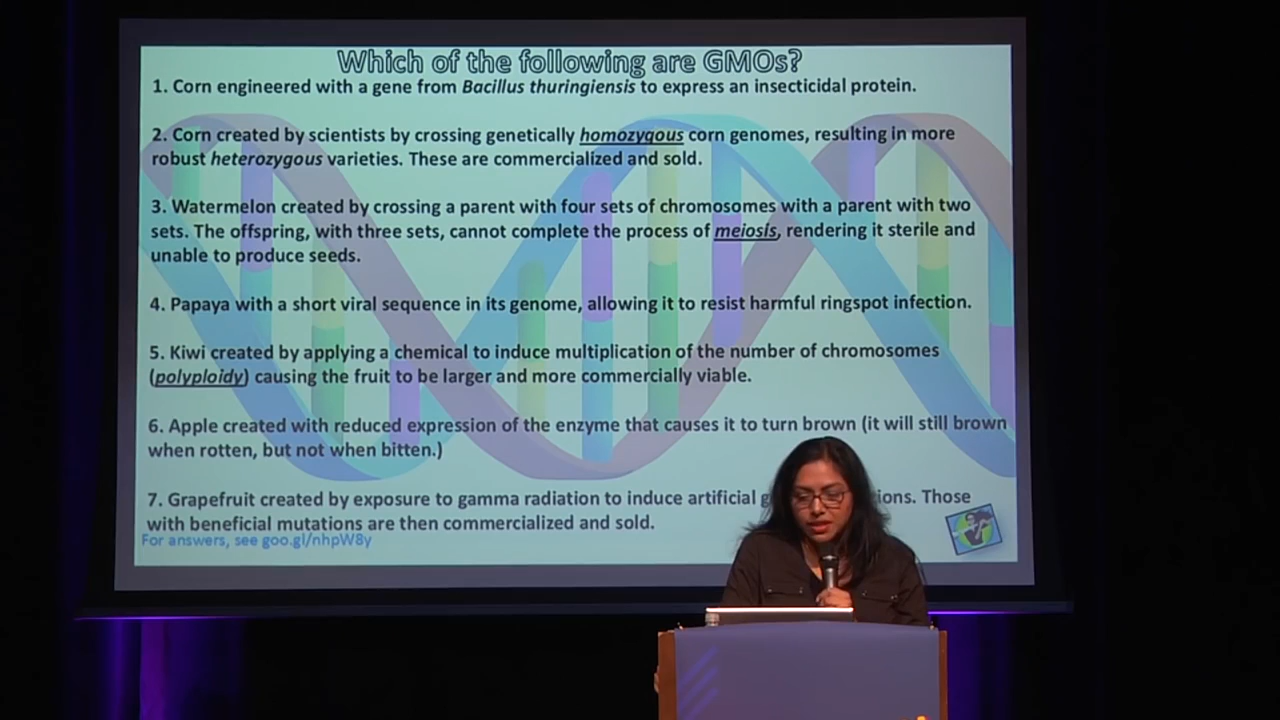 Which of the following are GMOs?
1. Corn engineered with a gene from Bacillus thuringiensis to express an insecticidal protein.
2. Corn created by scientists by crossing genetically homozygous corn genomes, resulting in more
robust heterozygous varieties. These are commercialized and sold.
3. Watermelon created by crossing a parent with four sets of chromosomes with a parent with two
sets. The offspring, with three sets, cannot complete the process of meiosis, rendering it sterile and
unable to produce seeds.
4. Papaya with a short viral sequence in its genome, allowing it to resist harmful ringspot infection.
5. Kiwi created by applying a chemical to induce multiplication of the number of chromosomes
(polyploidy) causing the fruit to be larger and more commercially viable.
6. Apple created with reduced expression of the enzyme that causes it to turn brown (it will still brown
when rotten, but not when bitten.)
7. Grapefruit created by exposure to gamma radiation to induce artificial Those
with beneficial mutations are then commercialized and sold.
For answers, see goo.gl/nhpW8y